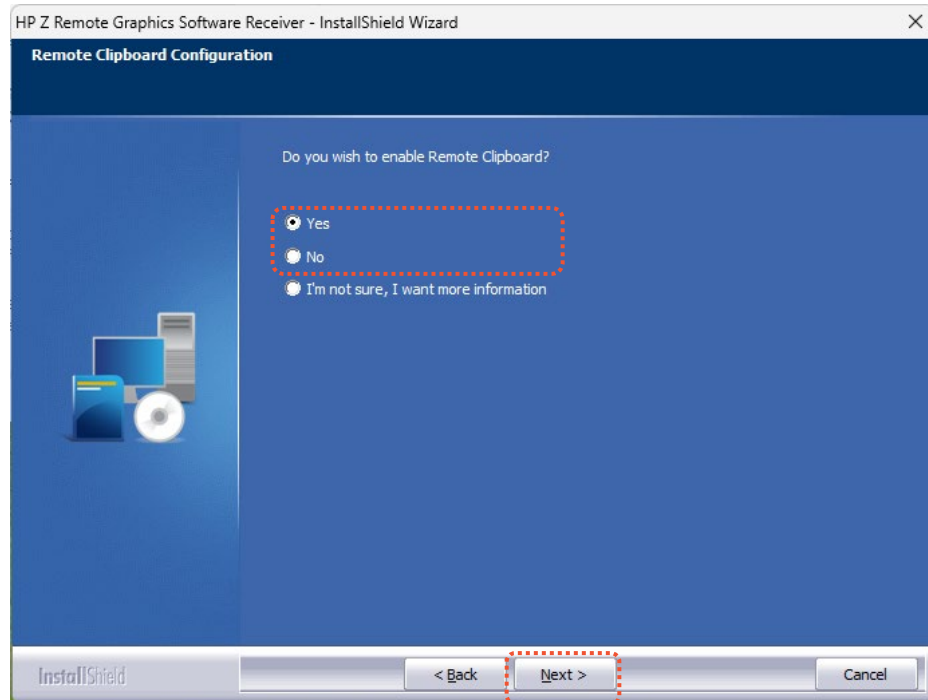 HP Z Remote Graphics Software Receiver - InstallShield Wizard
Remote Clipboard Configuration
Do you wish to enable Remote Clipboard?
Yes
No
I'm not sure, I want more information
InstallShield
< Back
Next >
Cancel